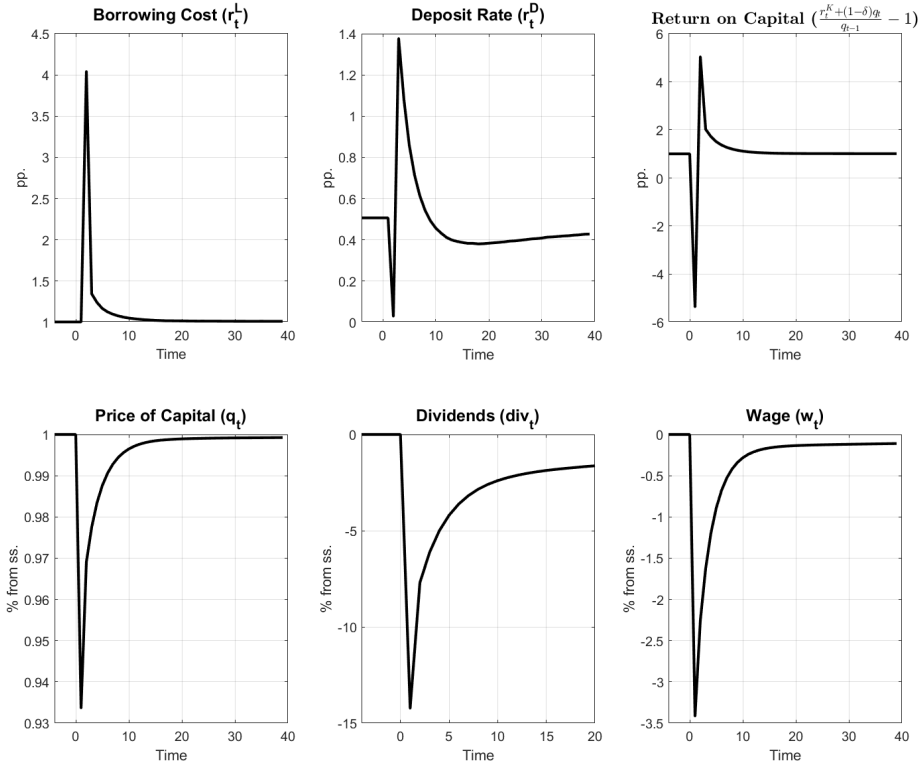 Borrowing Cost (r_t^L)
4.5
4
3.5
3
2.5
2
1.5
1
pp.
0 10 20 30 40
Time
Deposit Rate (r_t^D)
1.4
1.2
1
0.8
0.6
0.4
0.2
0
pp.
0 10 20 30 40
Time
Return on Capital (\frac{r_t^K+(1-δ)q_t}{q_{t-1}} − 1)
6
4
2
0
-2
-4
-6
pp.
0 10 20 30 40
Time
Price of Capital (q_t)
1
0.99
0.98
0.97
0.96
0.95
0.94
0.93
% from ss.
0 10 20 30 40
Time
Dividends (div_t)
0
-5
-10
-15
% from ss.
0 5 10 15 20
Time
Wage (w_t)
0
-0.5
-1
-1.5
-2
-2.5
-3
-3.5
% from ss.
0 10 20 30 40
Time